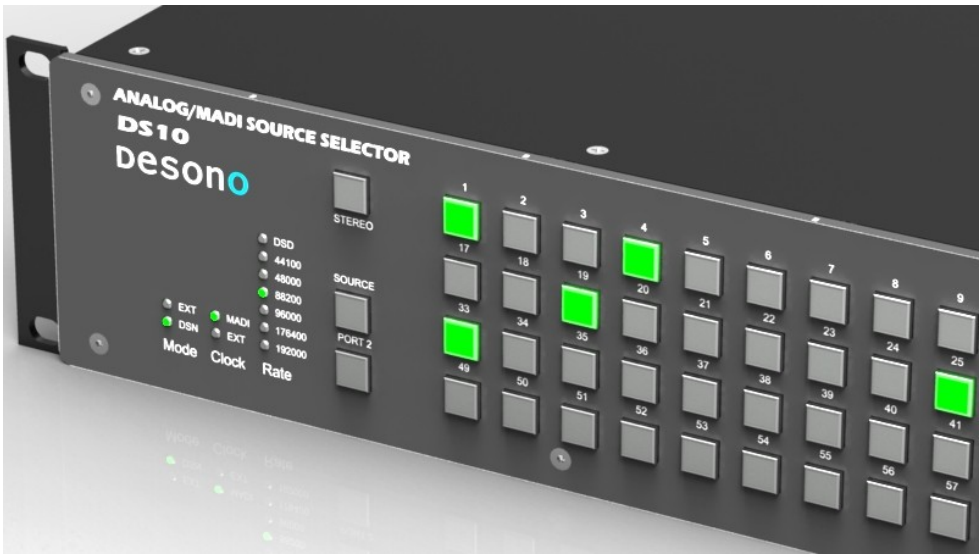 ANALOG/MADI SOURCE SELECTOR
DS10
Desono
STEREO
SOURCE
PORT 2
DSD
44100
48000
88200
96000
176400
192000
EXT
DSN
MADI
EXT
Mode Clock Rate
1 2 3 4 5 6 7 8 9
17 18 19 20 21 22 23 24 25
33 34 35 36 37 38 39 40 41
49 50 51 52 53 54 55 56 57